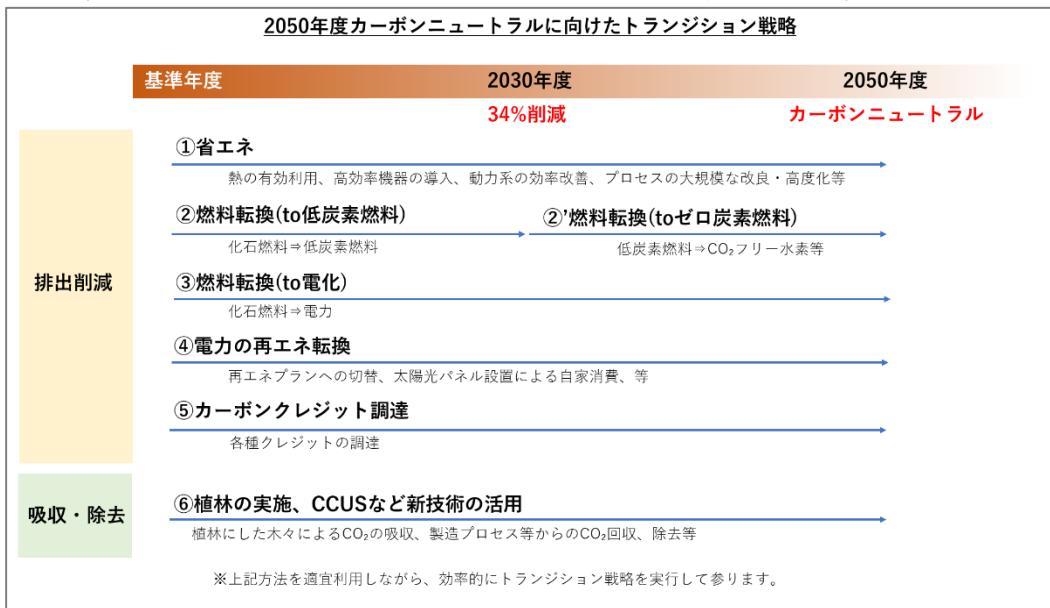 2050年度カーボンニュートラルに向けたトランジション戦略
基準年度 2030年度 2050年度
34%削減 カーボンニュートラル
排出削減
①省エネ
熱の有効利用、高効率機器の導入、動力系の効率改善、プロセスの大規模な改良・高度化等
②燃料転換(to低炭素燃料) ②’燃料転換(toゼロ炭素燃料)
化石燃料⇒低炭素燃料 低炭素燃料⇒CO₂フリー水素等
③燃料転換(to電化)
化石燃料⇒電力
④電力の再エネ転換
再エネプランへの切替、太陽光パネル設置による自家消費、等
⑤カーボンクレジット調達
各種クレジットの調達
吸収・除去
⑥植林の実施、CCUSなど新技術の活用
植林にした木々によるCO₂の吸収、製造プロセス等からのCO₂回収、除去等
※上記方法を適宜利用しながら、効率的にトランジション戦略を実行して参ります。